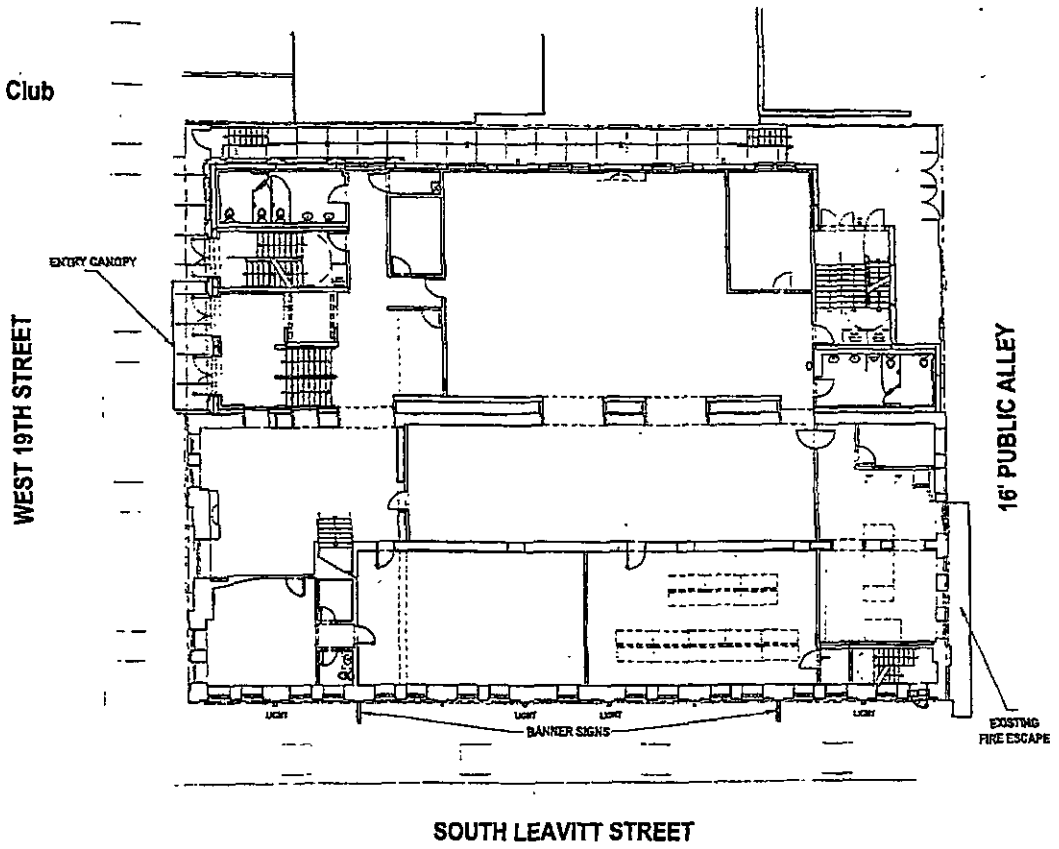 Club
ENTRY CANOPY
WEST 19TH STREET
16' PUBLIC ALLEY
LIGHT
LIGHT
LIGHT
LIGHT
BANNER SIGNS
EXISTING
FIRE ESCAPE
SOUTH LEAVITT STREET